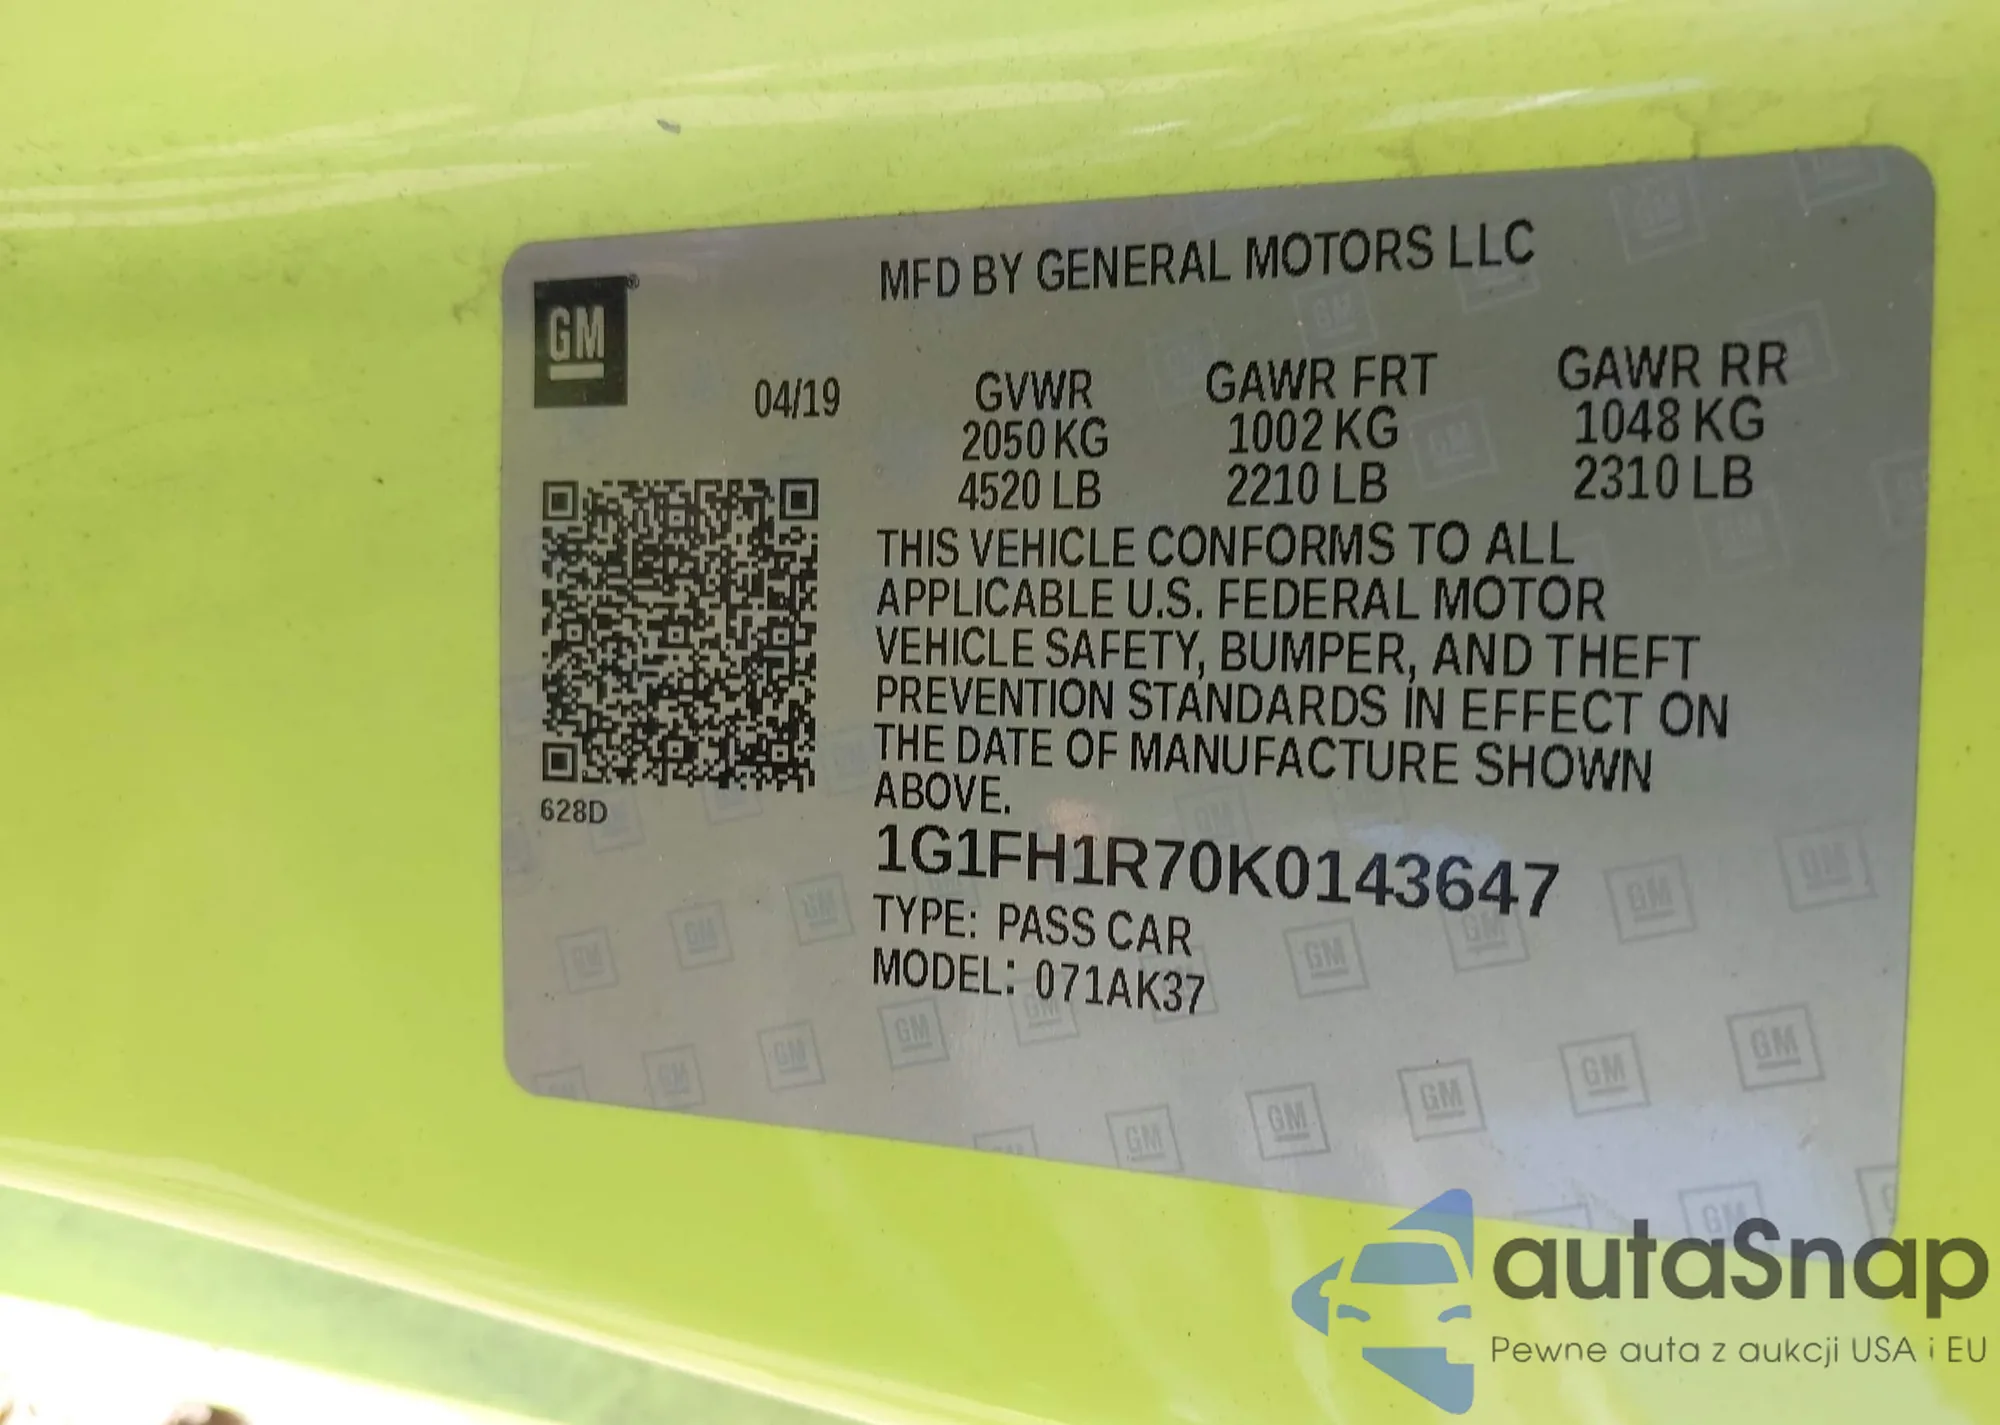 MFD BY GENERAL MOTORS LLC
GM®
04/19
GVWR GAWR FRT GAWR RR
2050 KG 1002 KG 1048 KG
4520 LB 2210 LB 2310 LB
THIS VEHICLE CONFORMS TO ALL
APPLICABLE U.S. FEDERAL MOTOR
VEHICLE SAFETY, BUMPER, AND THEFT
PREVENTION STANDARDS IN EFFECT ON
THE DATE OF MANUFACTURE SHOWN
ABOVE.
628D
1G1FH1R70K0143647
TYPE: PASS CAR
MODEL: 071AK37
autaSnap
Pewne auta z aukcji USA i EU